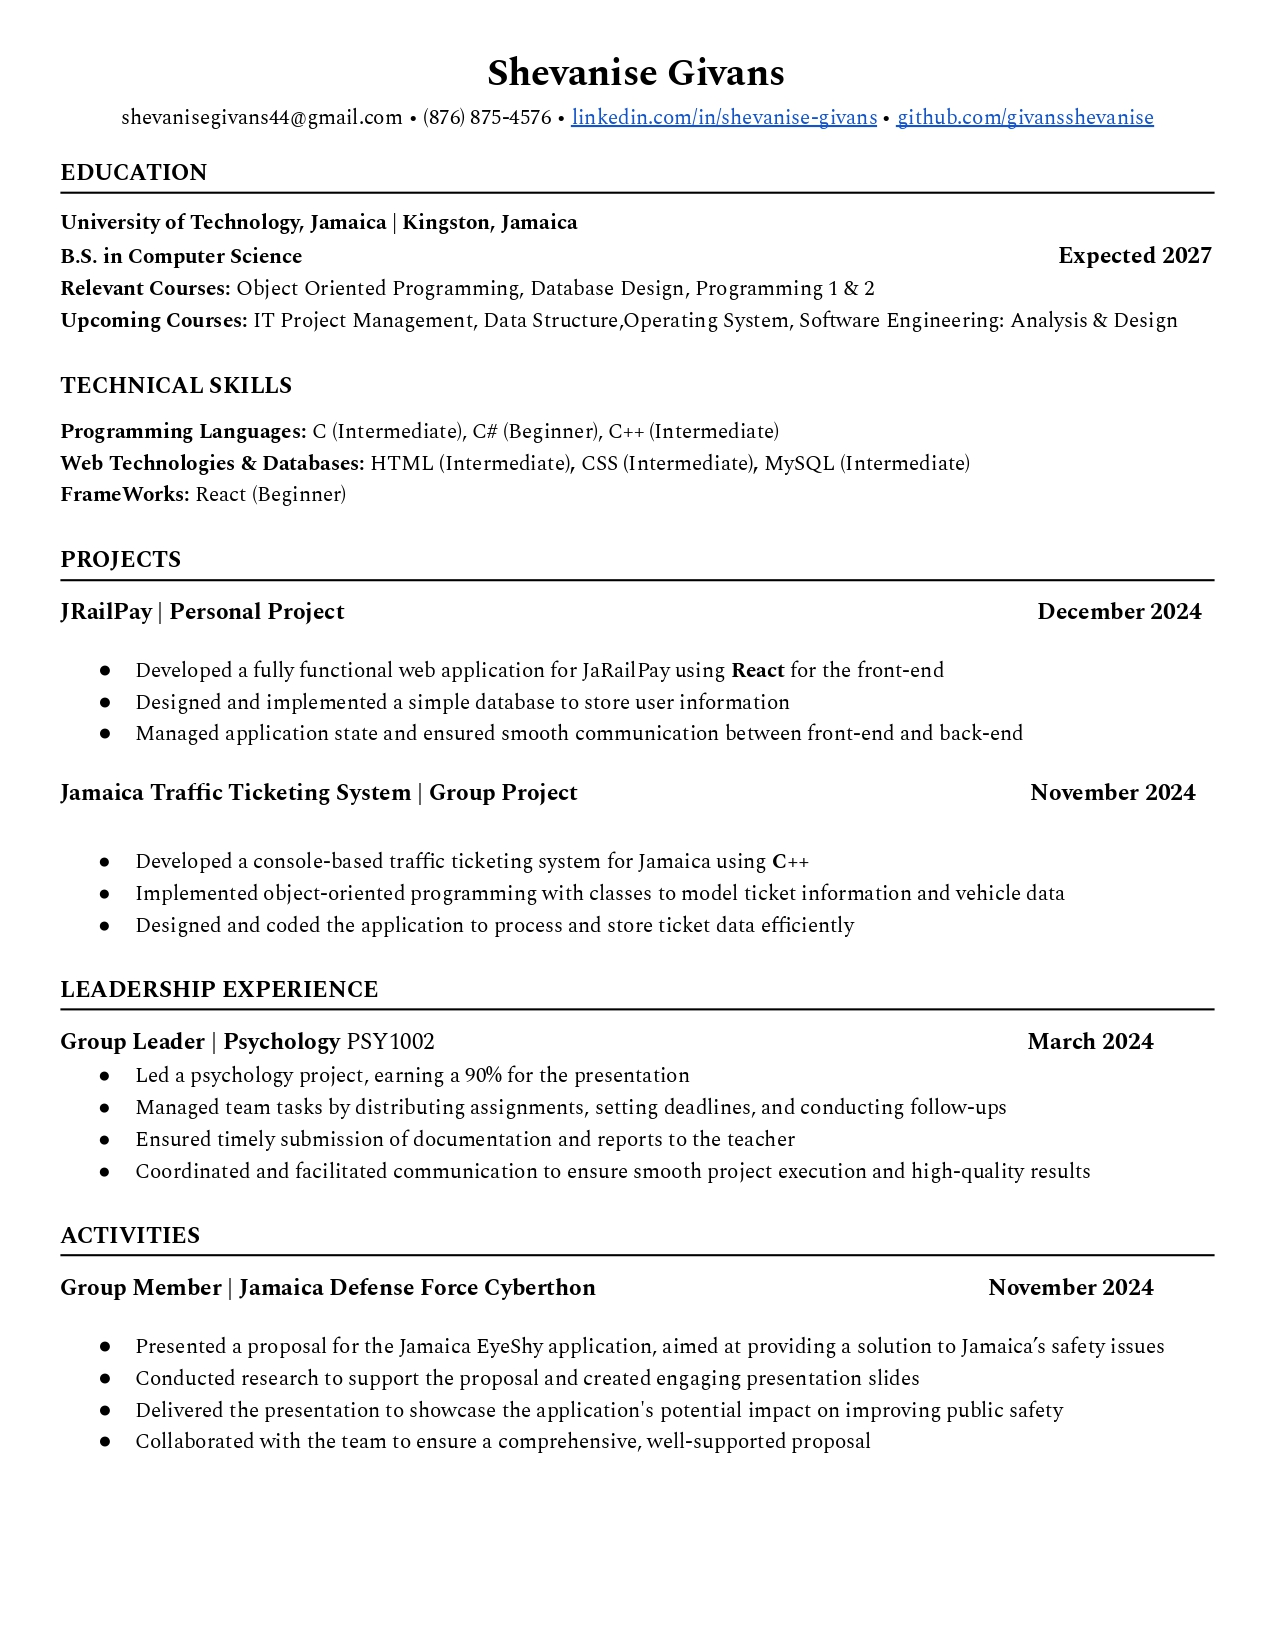 Shevanise Givans
shevanisegivans44@gmail.com • (876) 875-4576 • linkedin.com/in/shevanise-givans • github.com/givansshevanise
EDUCATION
University of Technology, Jamaica | Kingston, Jamaica
B.S. in Computer Science Expected 2027
Relevant Courses: Object Oriented Programming, Database Design, Programming 1 & 2
Upcoming Courses: IT Project Management, Data Structure,Operating System, Software Engineering: Analysis & Design
TECHNICAL SKILLS
Programming Languages: C (Intermediate), C# (Beginner), C++ (Intermediate)
Web Technologies & Databases: HTML (Intermediate), CSS (Intermediate), MySQL (Intermediate)
FrameWorks: React (Beginner)
PROJECTS
JRailPay | Personal Project December 2024
● Developed a fully functional web application for JaRailPay using React for the front-end
● Designed and implemented a simple database to store user information
● Managed application state and ensured smooth communication between front-end and back-end
Jamaica Traffic Ticketing System | Group Project November 2024
● Developed a console-based traffic ticketing system for Jamaica using C++
● Implemented object-oriented programming with classes to model ticket information and vehicle data
● Designed and coded the application to process and store ticket data efficiently
LEADERSHIP EXPERIENCE
Group Leader | Psychology PSY1002 March 2024
● Led a psychology project, earning a 90% for the presentation
● Managed team tasks by distributing assignments, setting deadlines, and conducting follow-ups
● Ensured timely submission of documentation and reports to the teacher
● Coordinated and facilitated communication to ensure smooth project execution and high-quality results
ACTIVITIES
Group Member | Jamaica Defense Force Cyberthon November 2024
● Presented a proposal for the Jamaica EyeShy application, aimed at providing a solution to Jamaica’s safety issues
● Conducted research to support the proposal and created engaging presentation slides
● Delivered the presentation to showcase the application's potential impact on improving public safety
● Collaborated with the team to ensure a comprehensive, well-supported proposal